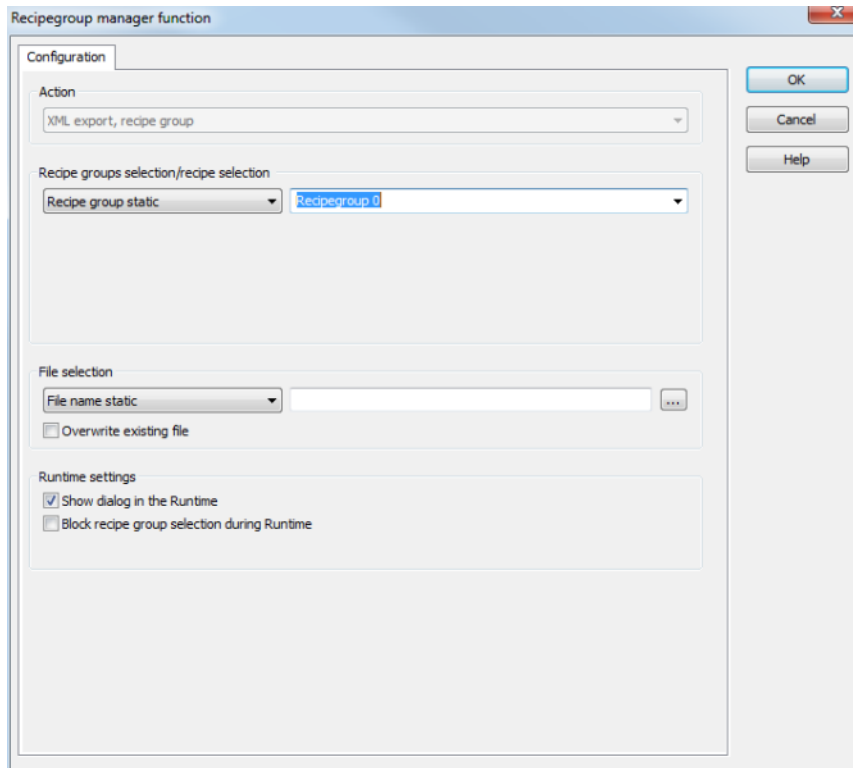 Recipegroup manager function
Configuration
OK
Cancel
Help
Action
XML export, recipe group
Recipe groups selection/recipe selection
Recipe group static
Recipegroup 0
File selection
File name static
...
Overwrite existing file
Runtime settings
Show dialog in the Runtime
Block recipe group selection during Runtime